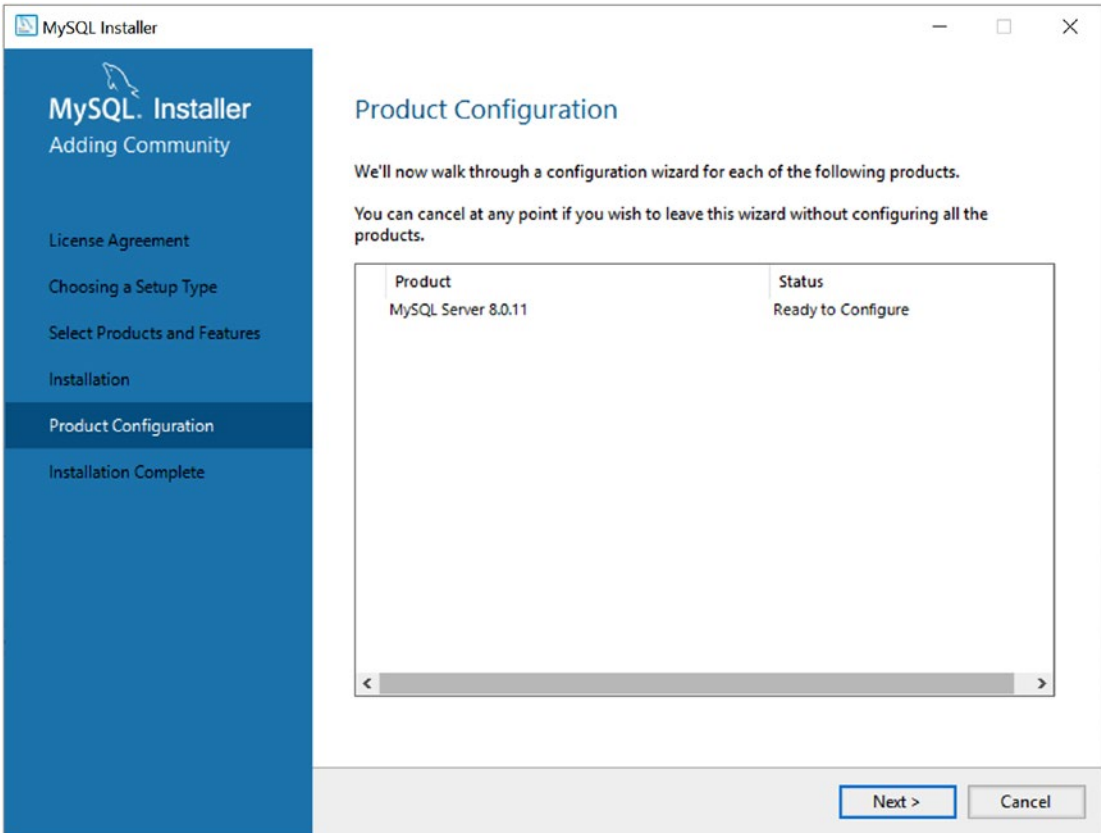 MySQL Installer
MySQL. Installer
Adding Community
License Agreement
Choosing a Setup Type
Select Products and Features
Installation
Product Configuration
Installation Complete
Product Configuration
We'll now walk through a configuration wizard for each of the following products.
You can cancel at any point if you wish to leave this wizard without configuring all the
products.
Product Status
MySQL Server 8.0.11 Ready to Configure
Next > Cancel